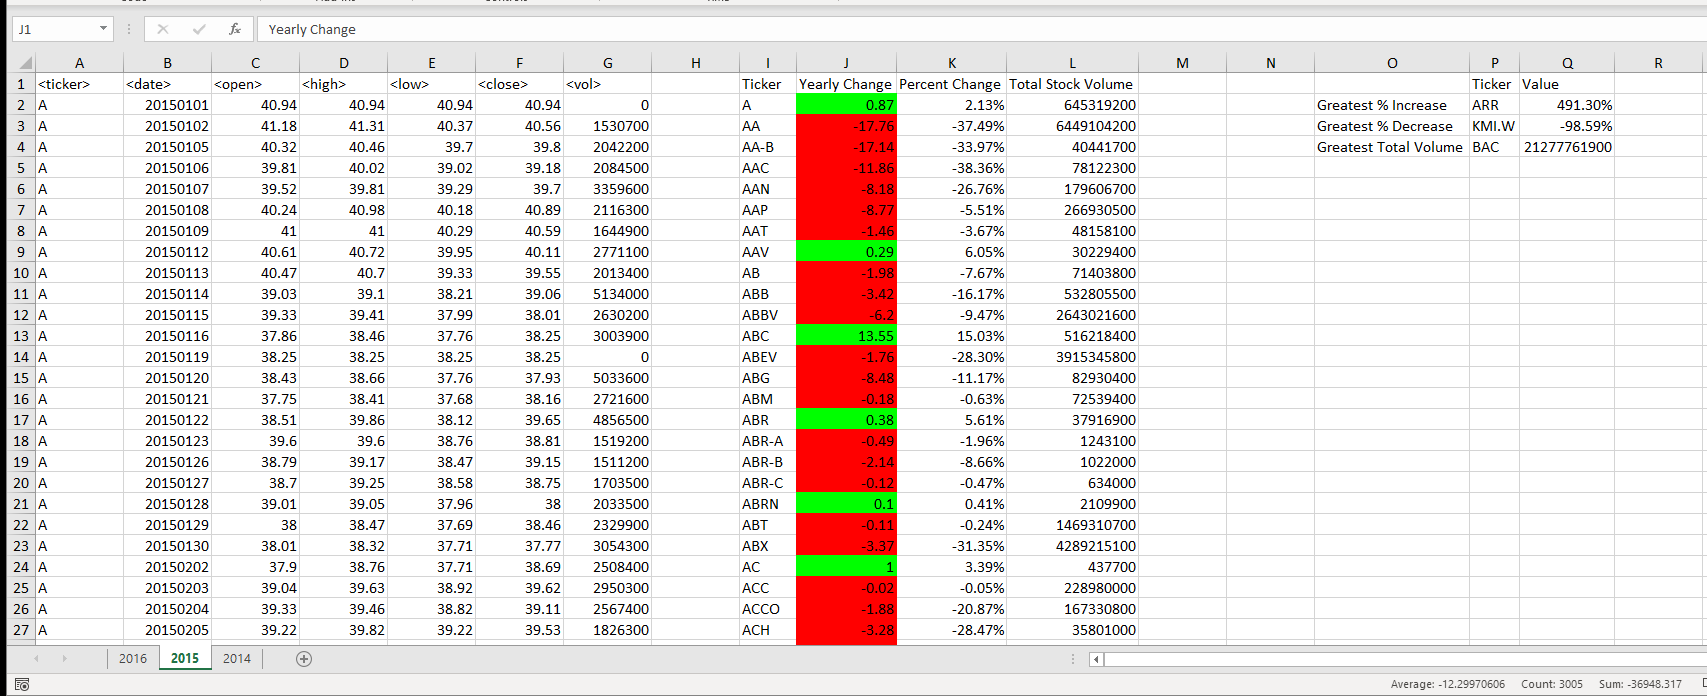 J1 fx Yearly Change
A B C D E F G H I J K L M N O P Q R
1 <ticker> <date> <open> <high> <low> <close> <vol> Ticker Yearly Change Percent Change Total Stock Volume Ticker Value
2 A 20150101 40.94 40.94 40.94 40.94 0 A 0.87 2.13% 645319200 Greatest % Increase ARR 491.30%
3 A 20150102 41.18 41.31 40.37 40.56 1530700 AA -17.76 -37.49% 6449104200 Greatest % Decrease KMI.W -98.59%
4 A 20150105 40.32 40.46 39.7 39.8 2042200 AA-B -17.14 -33.97% 40441700 Greatest Total Volume BAC 21277761900
5 A 20150106 39.81 40.02 39.02 39.18 2084500 AAC -11.86 -38.36% 78122300
6 A 20150107 39.52 39.81 39.29 39.7 3359600 AAN -8.18 -26.76% 179606700
7 A 20150108 40.24 40.98 40.18 40.89 2116300 AAP -8.77 -5.51% 266930500
8 A 20150109 41 41 40.29 40.59 1644900 AAT -1.46 -3.67% 48158100
9 A 20150112 40.61 40.72 39.95 40.11 2771100 AAV 0.29 6.05% 30229400
10 A 20150113 40.47 40.7 39.33 39.55 2013400 AB -1.98 -7.67% 71403800
11 A 20150114 39.03 39.1 38.21 39.06 5134000 ABB -3.42 -16.17% 532805500
12 A 20150115 39.33 39.41 37.99 38.01 2630200 ABBV -6.2 -9.47% 2643021600
13 A 20150116 37.86 38.46 37.76 38.25 3003900 ABC 13.55 15.03% 516218400
14 A 20150119 38.25 38.25 38.25 38.25 0 ABEV -1.76 -28.30% 3915345800
15 A 20150120 38.43 38.66 37.76 37.93 5033600 ABG -8.48 -11.17% 82930400
16 A 20150121 37.75 38.41 37.68 38.16 2721600 ABM -0.18 -0.63% 72539400
17 A 20150122 38.51 39.86 38.12 39.65 4856500 ABR 0.38 5.61% 37916900
18 A 20150123 39.6 39.6 38.76 38.81 1519200 ABR-A -0.49 -1.96% 1243100
19 A 20150126 38.79 39.17 38.47 39.15 1511200 ABR-B -2.14 -8.66% 1022000
20 A 20150127 38.7 39.25 38.58 38.75 1703500 ABR-C -0.12 -0.47% 634000
21 A 20150128 39.01 39.05 37.96 38 2033500 ABRN 0.1 0.41% 2109900
22 A 20150129 38 38.47 37.69 38.46 2329900 ABT -0.11 -0.24% 1469310700
23 A 20150130 38.01 38.32 37.71 37.77 3054300 ABX -3.37 -31.35% 4289215100
24 A 20150202 37.9 38.76 37.71 38.69 2508400 AC 1 3.39% 437700
25 A 20150203 39.04 39.63 38.92 39.62 2950300 ACC -0.02 -0.05% 228980000
26 A 20150204 39.33 39.46 38.82 39.11 2567400 ACCO -1.88 -20.87% 167330800
27 A 20150205 39.22 39.82 39.22 39.53 1826300 ACH -3.28 -28.47% 35801000
2016 2015 2014
Average: -12.29970606 Count: 3005 Sum: -36948.317